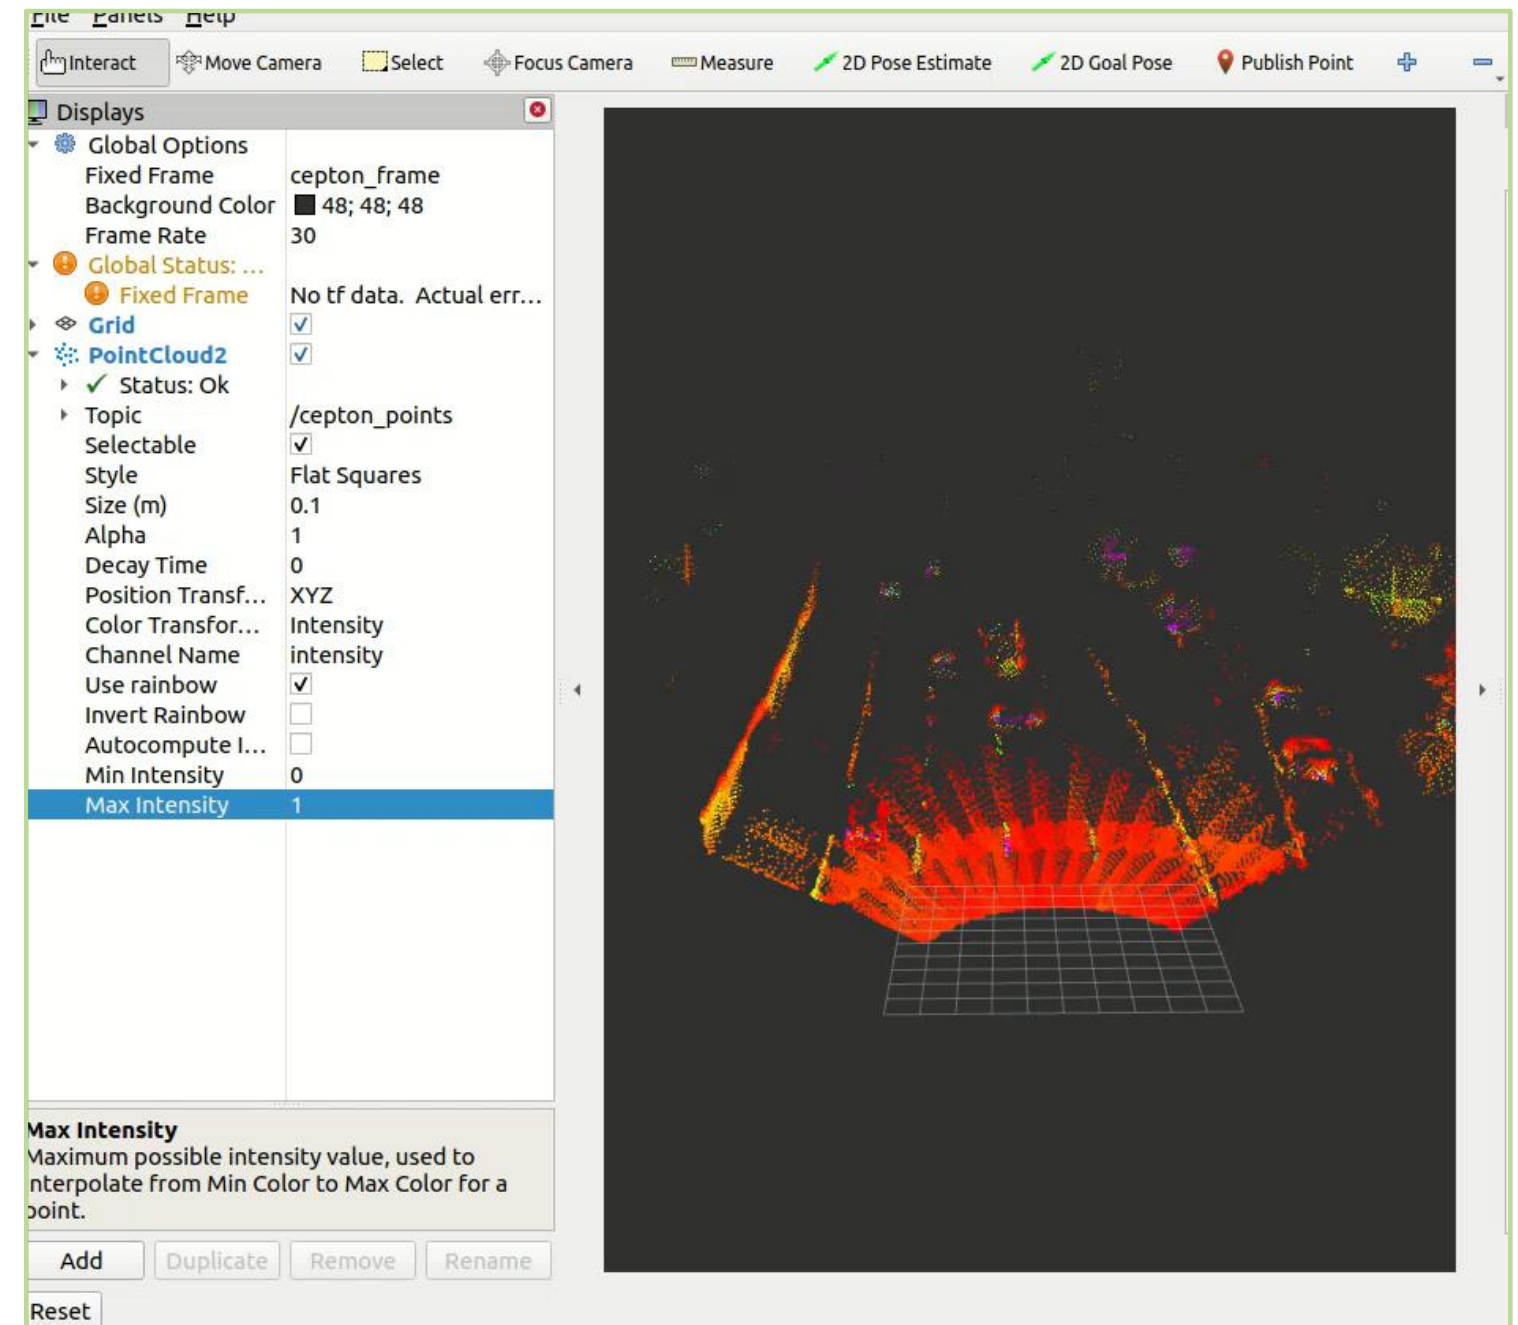 File Panels Help
Interact Move Camera Select Focus Camera Measure 2D Pose Estimate 2D Goal Pose Publish Point
Displays
Global Options
Fixed Frame cepton_frame
Background Color 48; 48; 48
Frame Rate 30
Global Status: ...
Fixed Frame No tf data. Actual err...
Grid
PointCloud2
Status: Ok
Topic /cepton_points
Selectable
Style Flat Squares
Size (m) 0.1
Alpha 1
Decay Time 0
Position Transf... XYZ
Color Transfor... Intensity
Channel Name intensity
Use rainbow
Invert Rainbow
Autocompute I...
Min Intensity 0
Max Intensity 1
Max Intensity
Maximum possible intensity value, used to
interpolate from Min Color to Max Color for a
point.
Add Duplicate Remove Rename
Reset